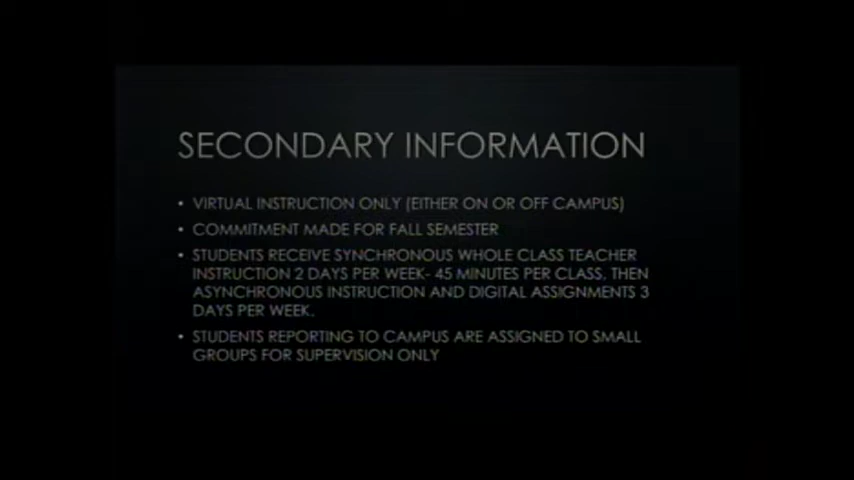 SECONDARY INFORMATION
• VIRTUAL INSTRUCTION ONLY (EITHER ON OR OFF CAMPUS)
• COMMITMENT MADE FOR FALL SEMESTER
• STUDENTS RECEIVE SYNCHRONOUS WHOLE CLASS TEACHER
INSTRUCTION 2 DAYS PER WEEK- 45 MINUTES PER CLASS, THEN
ASYNCHRONOUS INSTRUCTION AND DIGITAL ASSIGNMENTS 3
DAYS PER WEEK.
• STUDENTS REPORTING TO CAMPUS ARE ASSIGNED TO SMALL
GROUPS FOR SUPERVISION ONLY